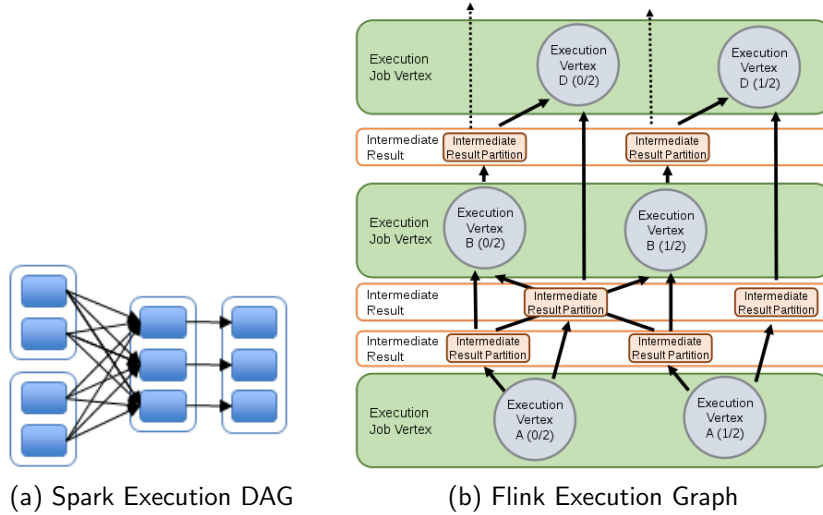 Execution
Job Vertex
Execution
Vertex
D (0/2)
Execution
Vertex
D (1/2)
Intermediate
Result
Intermediate
Result Partition
Intermediate
Result Partition
Execution
Job Vertex
Execution
Vertex
B (0/2)
Execution
Vertex
B (1/2)
Intermediate
Result
Intermediate
Result Partition
Intermediate
Result Partition
Intermediate
Result
Intermediate
Result Partition
Intermediate
Result Partition
Execution
Job Vertex
Execution
Vertex
A (0/2)
Execution
Vertex
A (1/2)
(a) Spark Execution DAG
(b) Flink Execution Graph